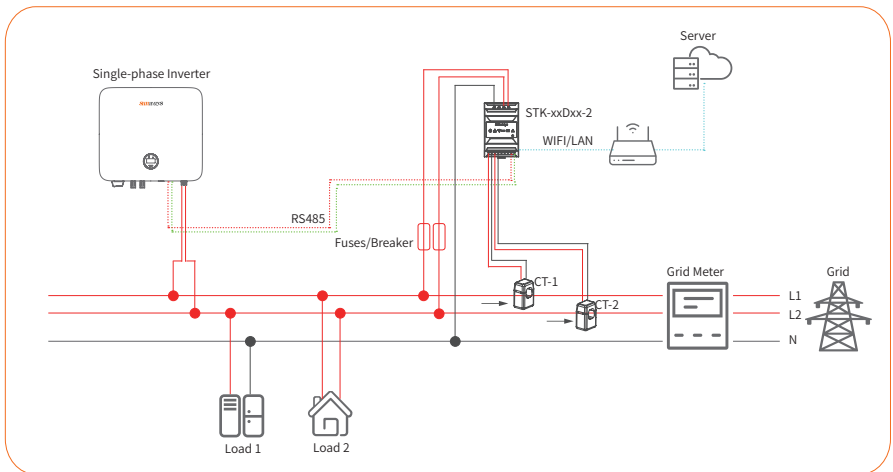 Server
Single-phase Inverter
STK-xxDxx-2
WIFI/LAN
RS485
Fuses/Breaker
CT-1
Grid Meter
Grid
L1
CT-2
L2
N
Load 1
Load 2